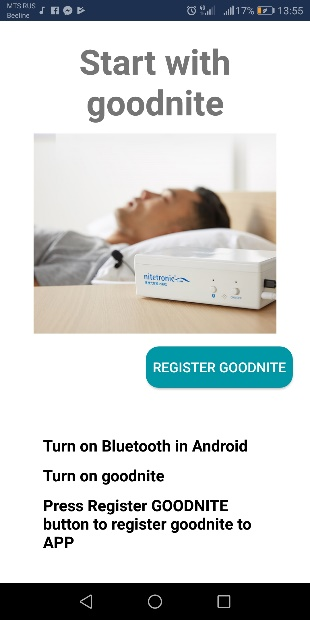 MTS RUS
Beeline
17%
13:55
Start with
goodnite
nitetronic
REGISTER GOODNITE
Turn on Bluetooth in Android
Turn on goodnite
Press Register GOODNITE
button to register goodnite to
APP